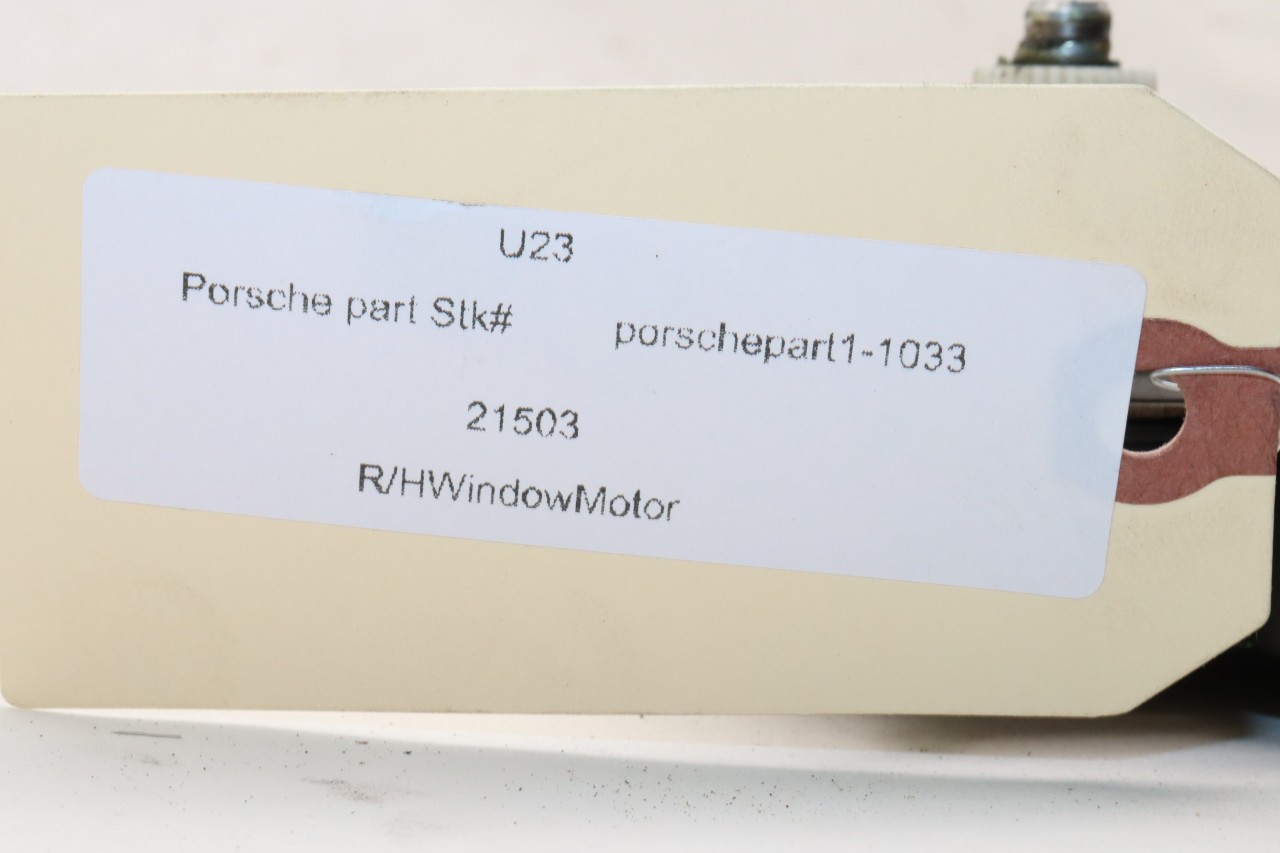 U23
Porsche part Stk# porschepart1-1033
21503
R/HWindowMotor